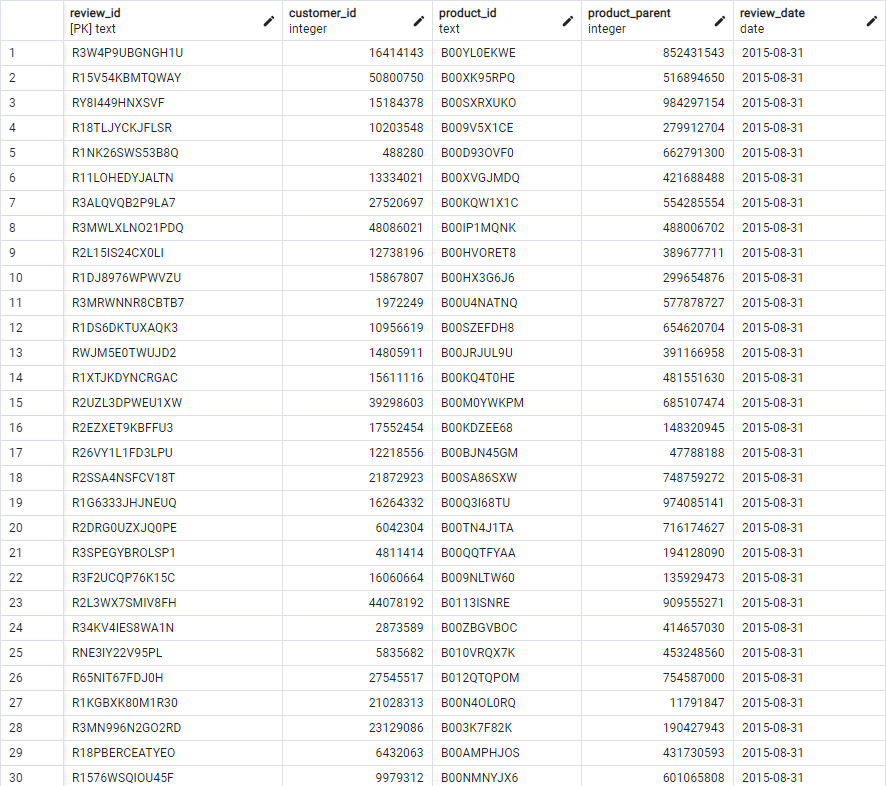 review_id customer_id product_id product_parent review_date
[PK] text integer text integer date
1 R3W4P9UBGNGH1U 16414143 B00YL0EKWE 852431543 2015-08-31
2 R15V54KBMTQWAY 50800750 B00XK95RPQ 516894650 2015-08-31
3 RY8I449HNXSVF 15184378 B00SXRXUKO 984297154 2015-08-31
4 R18TLJYCKJFLSR 10203548 B009V5X1CE 279912704 2015-08-31
5 R1NK26SWS53B8Q 488280 B00D93OVF0 662791300 2015-08-31
6 R11LOHEDYJALTN 13334021 B00XVGJMDQ 421688488 2015-08-31
7 R3ALQVQB2P9LA7 27520697 B00KQW1X1C 554285554 2015-08-31
8 R3MWLXLNO21PDQ 48086021 B00IP1MQNK 488006702 2015-08-31
9 R2L15IS24CX0LI 12738196 B00HVORET8 389677711 2015-08-31
10 R1DJ8976WPWVZU 15867807 B00HX3G6J6 299654876 2015-08-31
11 R3MRWNNR8CBTB7 1972249 B00U4NATNQ 577878727 2015-08-31
12 R1DS6DKTUXAQK3 10956619 B00SZEFDH8 654620704 2015-08-31
13 RWJM5E0TWUJD2 14805911 B00JRJUL9U 391166958 2015-08-31
14 R1XTJKDYNCRGAC 15611116 B00KQ4T0HE 481551630 2015-08-31
15 R2UZL3DPWEU1XW 39298603 B00M0YWKPM 685107474 2015-08-31
16 R2EZXET9KBFFU3 17552454 B00KDZEE68 148320945 2015-08-31
17 R26VY1L1FD3LPU 12218556 B00BJN45GM 47788188 2015-08-31
18 R2SSA4NSFCV18T 21872923 B00SA86SXW 748759272 2015-08-31
19 R1G6333JHJNEUQ 16264332 B00Q3I68TU 974085141 2015-08-31
20 R2DRG0UZXJQ0PE 6042304 B00TN4J1TA 716174627 2015-08-31
21 R3SPEGYBROLSP1 4811414 B00QQTFYAA 194128090 2015-08-31
22 R3F2UCQP76K15C 16060664 B009NLTW60 135929473 2015-08-31
23 R2L3WX7SMIV8FH 44078192 B0113ISNRE 909555271 2015-08-31
24 R34KV4IES8WA1N 2873589 B00ZBGVBOC 414657030 2015-08-31
25 RNE3IY22V95PL 5835682 B010VRQX7K 453248560 2015-08-31
26 R65NIT67FDJ0H 27545517 B012QTQPOM 754587000 2015-08-31
27 R1KGBXK80M1R30 21028313 B00N4OL0RQ 11791847 2015-08-31
28 R3MN996N2GO2RD 23129086 B003K7F82K 190427943 2015-08-31
29 R18PBERCEATYEO 6432063 B00AMPHJOS 431730593 2015-08-31
30 R1576WSQIOU45F 9979312 B00NMNYJX6 601065808 2015-08-31